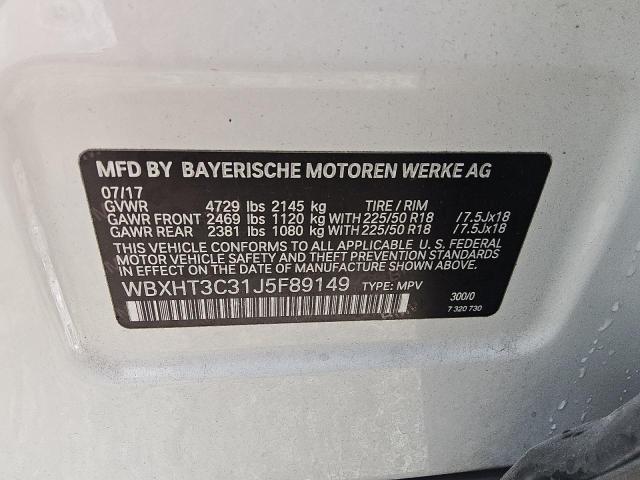 MFD BY BAYERISCHE MOTOREN WERKE AG
07/17
GVWR 4729 lbs 2145 kg TIRE / RIM
GAWR FRONT 2469 lbs 1120 kg WITH 225/50 R18 /7.5Jx18
GAWR REAR 2381 lbs 1080 kg WITH 225/50 R18 /7.5Jx18
THIS VEHICLE CONFORMS TO ALL APPLICABLE U. S. FEDERAL
MOTOR VEHICLE SAFETY AND THEFT PREVENTION STANDARDS
IN EFFECT ON THE DATE OF MANUFACTURE SHOWN ABOVE.
WBXHT3C31J5F89149 TYPE: MPV
300/0
7 320 730